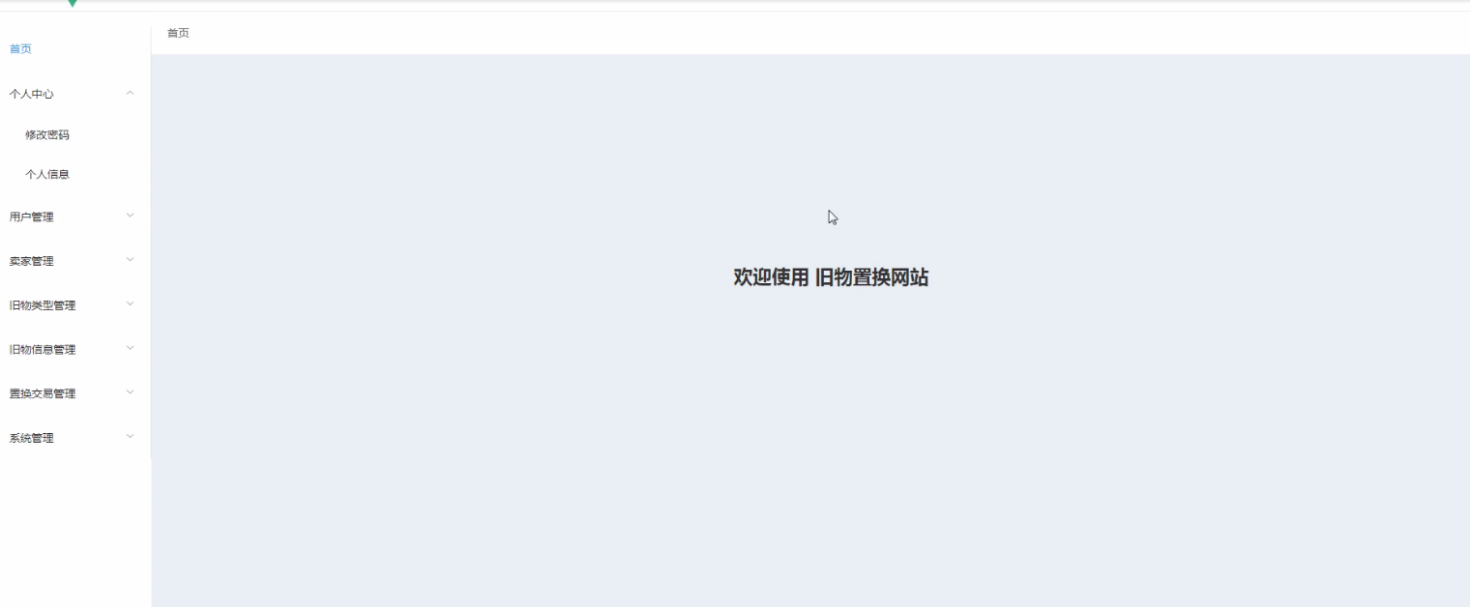 首页
首页
个人中心
修改密码
个人信息
用户管理
卖家管理
旧物类型管理
旧物信息管理
置换交易管理
系统管理
欢迎使用 旧物置换网站